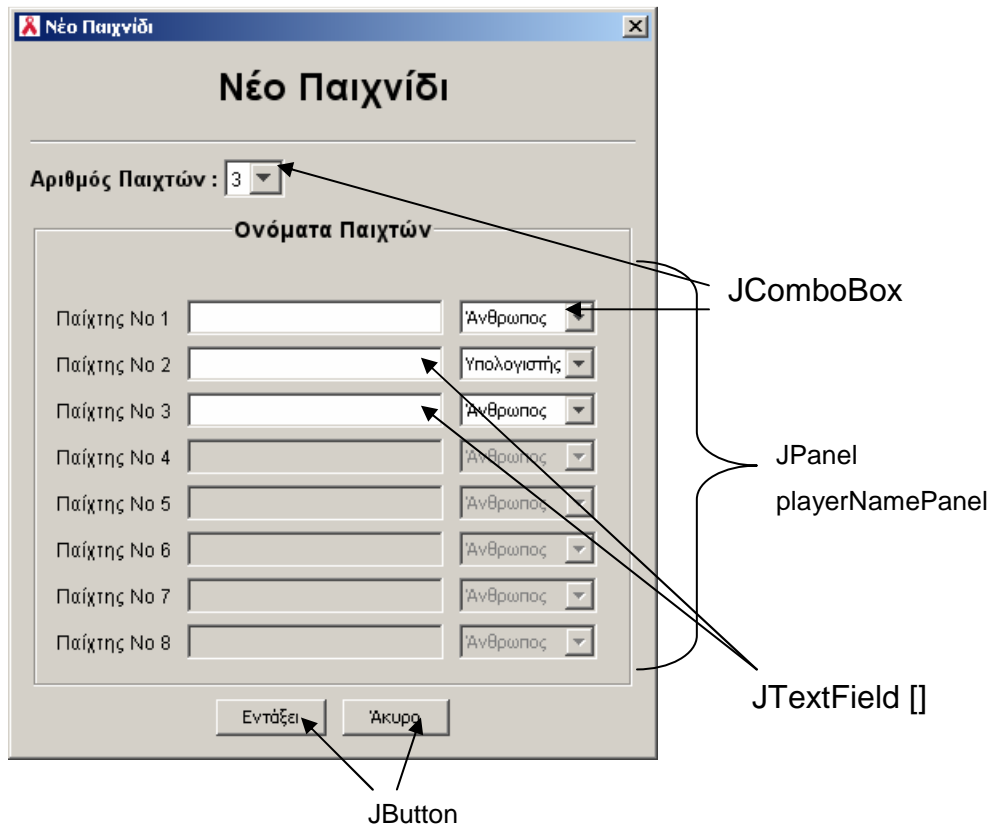 Νέο Παιχνίδι
Νέο Παιχνίδι
Αριθμός Παιχτών : 3
Ονόματα Παιχτών
JComboBox
Παίχτης Νο 1 Άνθρωπος
Παίχτης Νο 2 Υπολογιστής
Παίχτης Νο 3 Άνθρωπος
Παίχτης Νο 4 Άνθρωπος
JPanel
playerNamePanel
Παίχτης Νο 5 Άνθρωπος
Παίχτης Νο 6 Άνθρωπος
Παίχτης Νο 7 Άνθρωπος
Παίχτης Νο 8 Άνθρωπος
JTextField []
Εντάξει Άκυρο
JButton